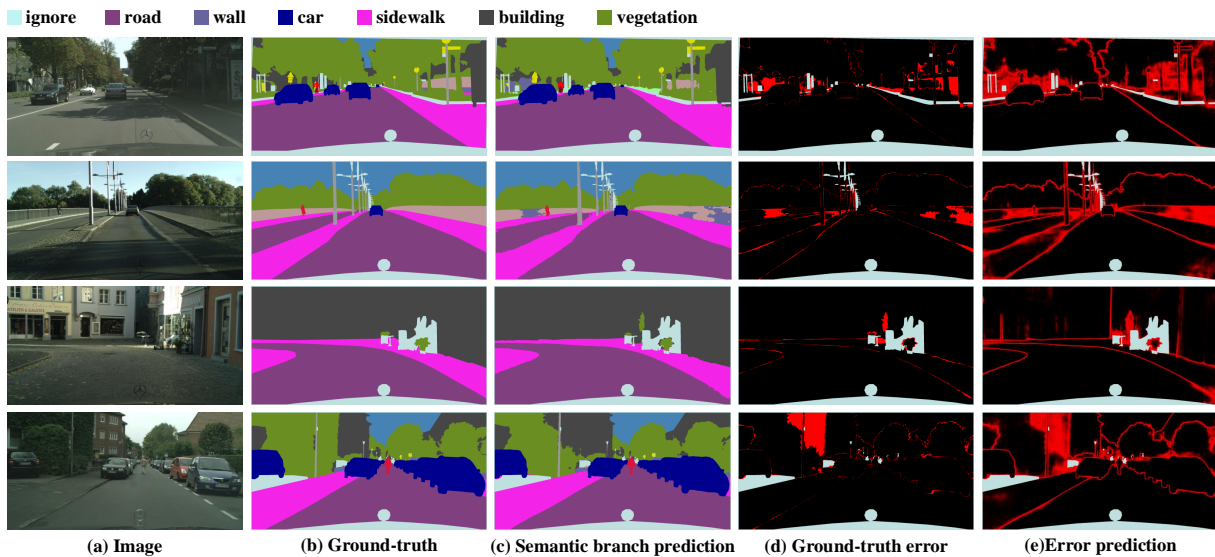 ignore road wall car sidewalk building vegetation
(a) Image (b) Ground-truth (c) Semantic branch prediction (d) Ground-truth error (e)Error prediction